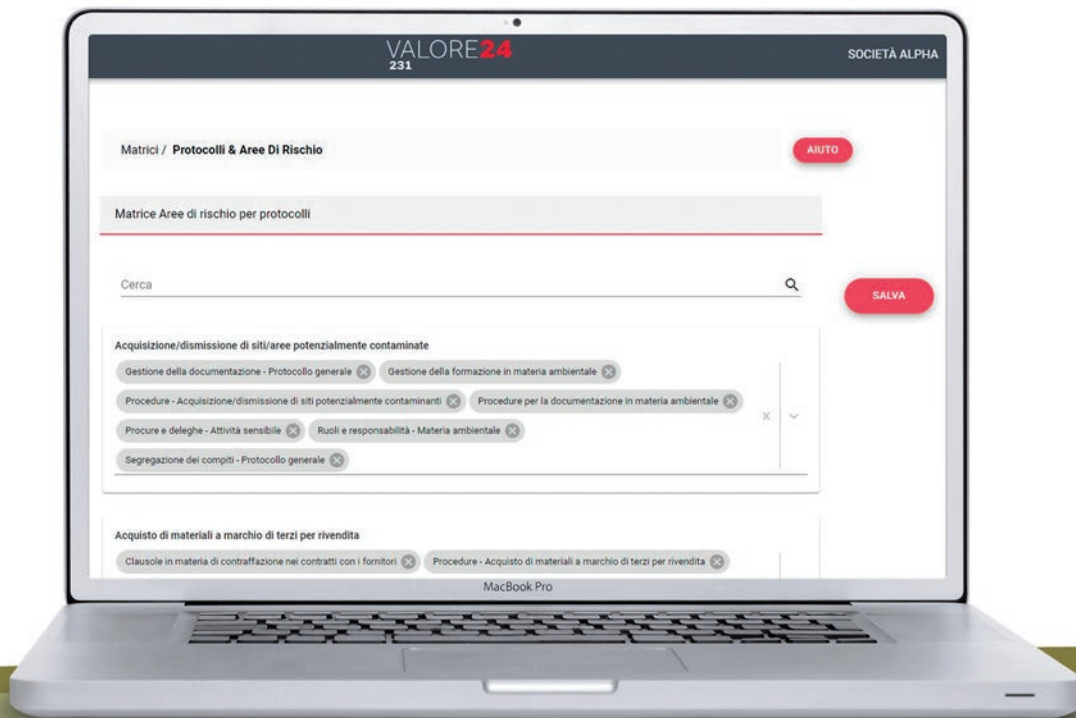 VALORE24
231
SOCIETÀ ALPHA
Matrici / Protocolli & Aree Di Rischio
AIUTO
Matrice Aree di rischio per protocolli
Cerca
SALVA
Acquisizione/dismissione di siti/aree potenzialmente contaminate
Gestione della documentazione - Protocollo generale
Gestione della formazione in materia ambientale
Procedure - Acquisizione/dismissione di siti potenzialmente contaminanti
Procedure per la documentazione in materia ambientale
Procure e deleghe - Attività sensibile
Ruoli e responsabilità - Materia ambientale
Segregazione dei compiti - Protocollo generale
Acquisto di materiali a marchio di terzi per rivendita
Clausole in materia di contraffazione nei contratti con i fornitori
Procedure - Acquisto di materiali a marchio di terzi per rivendita
MacBook Pro